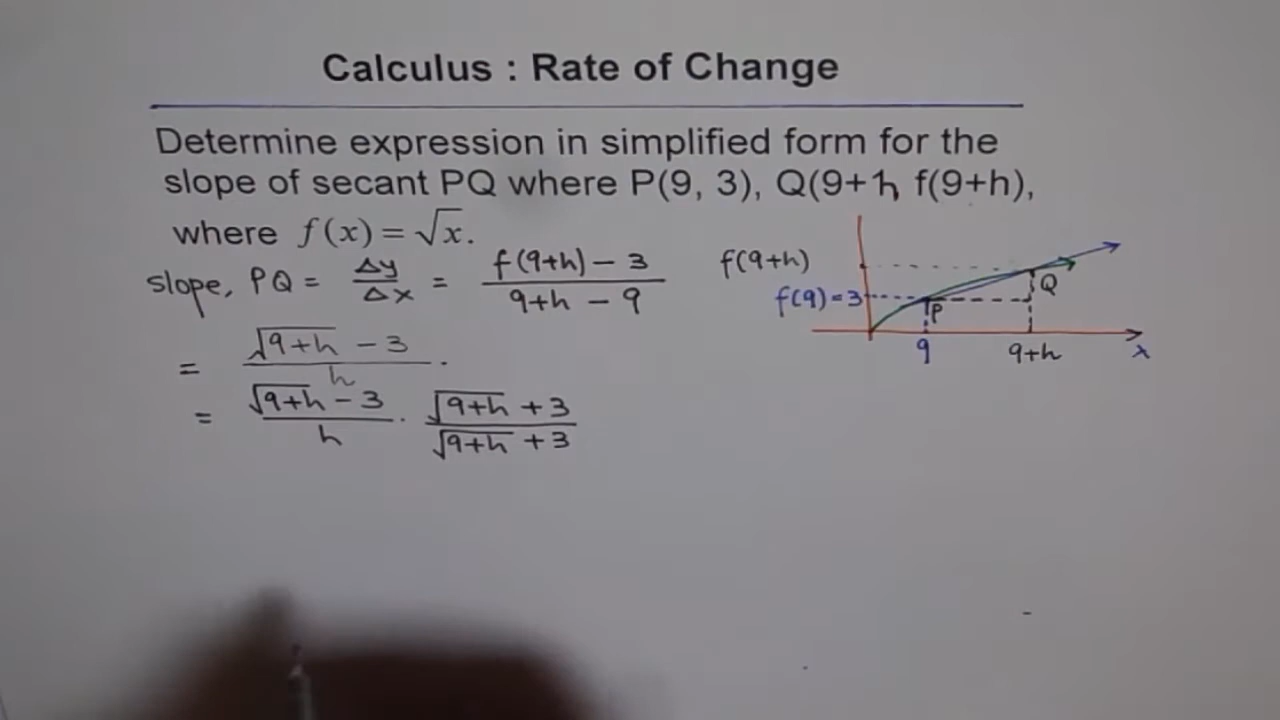 Calculus : Rate of Change
Determine expression in simplified form for the
slope of secant PQ where P(9, 3), Q(9+h, f(9+h),
where f(x) = √x.
slope, PQ = Δy/Δx = (f(9+h) − 3)/(9+h − 9)
= (√(9+h) − 3)/h .
= (√(9+h) − 3)/h · (√(9+h) + 3)/(√(9+h) + 3)
f(9+h)
f(9) = 3
P
Q
9
9+h
x